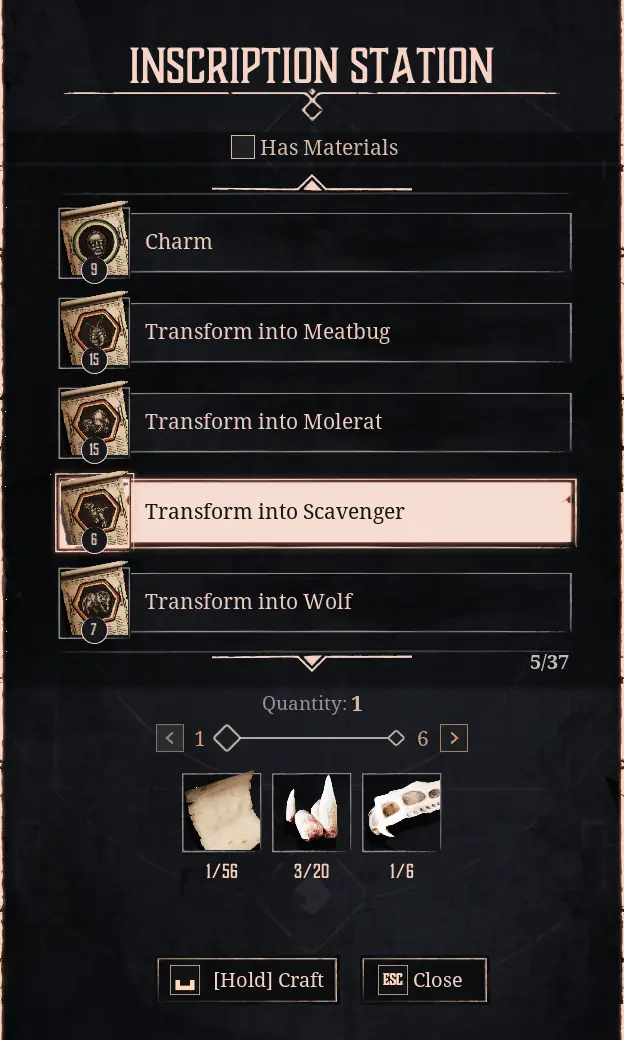 INSCRIPTION STATION
Has Materials
Charm
9
Transform into Meatbug
15
Transform into Molerat
15
Transform into Scavenger
6
Transform into Wolf
7
5/37
Quantity: 1
< 1 6 >
1/56 3/20 1/6
[Hold] Craft ESC Close